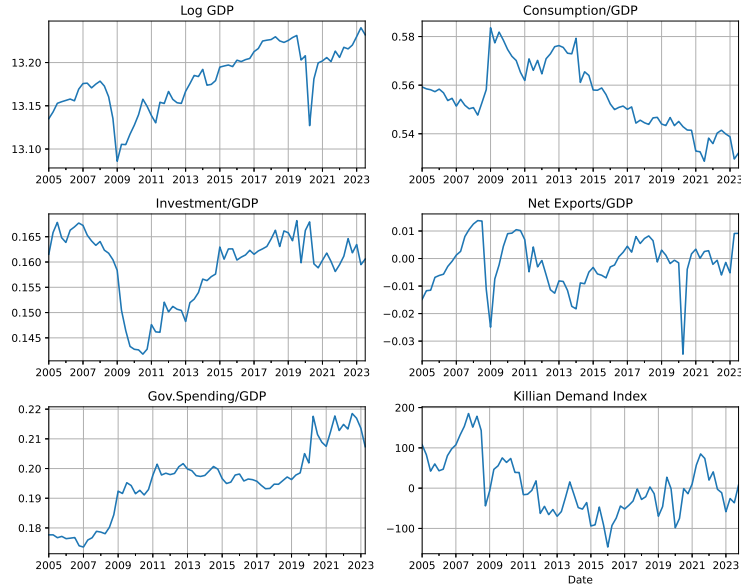 Log GDP
13.20
13.15
13.10
2005 2007 2009 2011 2013 2015 2017 2019 2021 2023
Consumption/GDP
0.58
0.56
0.54
2005 2007 2009 2011 2013 2015 2017 2019 2021 2023
Investment/GDP
0.165
0.160
0.155
0.150
0.145
2005 2007 2009 2011 2013 2015 2017 2019 2021 2023
Net Exports/GDP
0.01
0.00
−0.01
−0.02
−0.03
2005 2007 2009 2011 2013 2015 2017 2019 2021 2023
Gov.Spending/GDP
0.22
0.21
0.20
0.19
0.18
2005 2007 2009 2011 2013 2015 2017 2019 2021 2023
Killian Demand Index
200
100
0
−100
2005 2007 2009 2011 2013 2015 2017 2019 2021 2023
Date